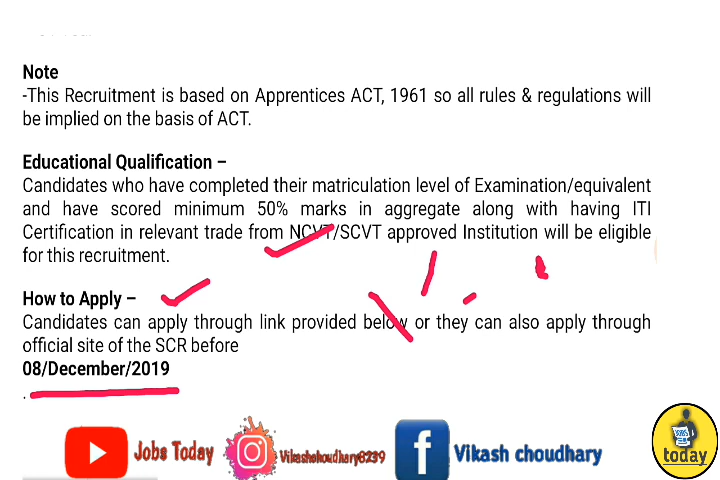 Note
-This Recruitment is based on Apprentices ACT, 1961 so all rules & regulations will
be implied on the basis of ACT.
Educational Qualification –
Candidates who have completed their matriculation level of Examination/equivalent
and have scored minimum 50% marks in aggregate along with having ITI
Certification in relevant trade from NCVT/SCVT approved Institution will be eligible
for this recruitment.
How to Apply –
Candidates can apply through link provided below or they can also apply through
official site of the SCR before
08/December/2019
.
Jobs Today
Vikashchoudhary8239
f
Vikash choudhary
JOBS
today